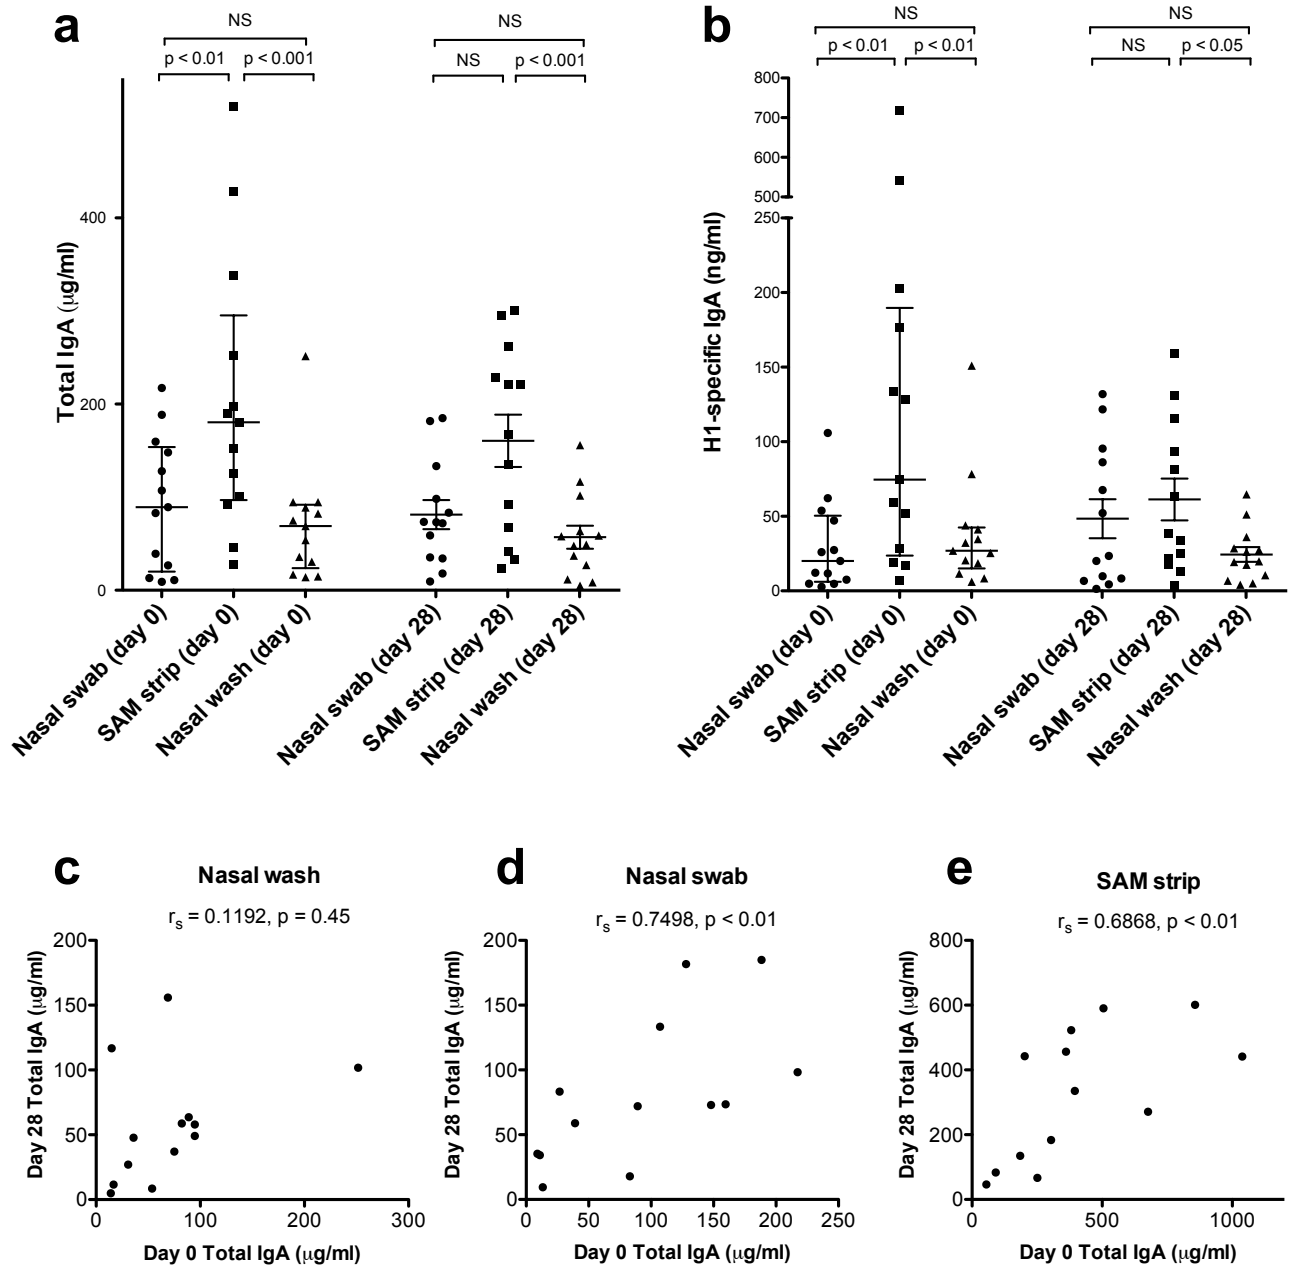 a
NS
p < 0.01
p < 0.001
NS
NS
p < 0.001
Total IgA (μg/ml)
400
200
0
Nasal swab (day 0)
SAM strip (day 0)
Nasal wash (day 0)
Nasal swab (day 28)
SAM strip (day 28)
Nasal wash (day 28)
b
NS
p < 0.01
p < 0.01
NS
NS
p < 0.05
H1-specific IgA (ng/ml)
800
700
600
500
250
200
150
100
50
0
Nasal swab (day 0)
SAM strip (day 0)
Nasal wash (day 0)
Nasal swab (day 28)
SAM strip (day 28)
Nasal wash (day 28)
c
Nasal wash
rs = 0.1192, p = 0.45
Day 28 Total IgA (μg/ml)
200
150
100
50
0
0 100 200 300
Day 0 Total IgA (μg/ml)
d
Nasal swab
rs = 0.7498, p < 0.01
Day 28 Total IgA (μg/ml)
200
150
100
50
0
0 50 100 150 200 250
Day 0 Total IgA (μg/ml)
e
SAM strip
rs = 0.6868, p < 0.01
Day 28 Total IgA (μg/ml)
800
600
400
200
0
0 500 1000
Day 0 Total IgA (μg/ml)